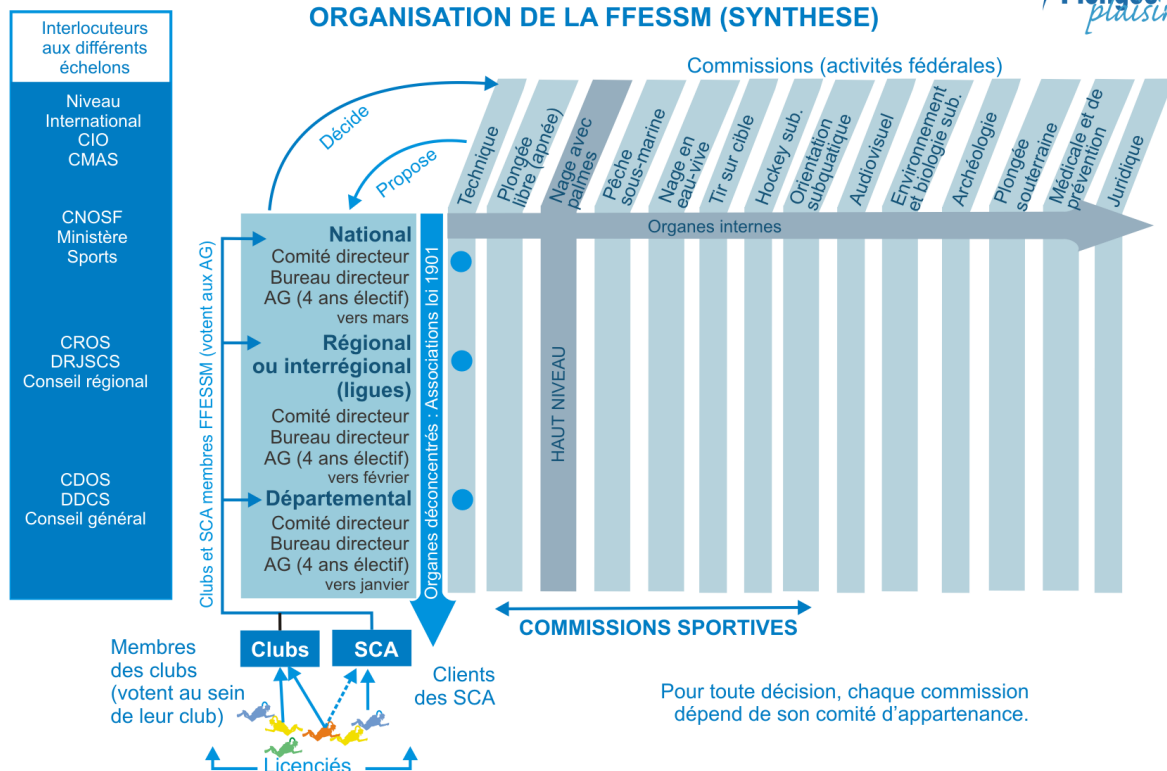 ORGANISATION DE LA FFESSM (SYNTHESE)
plaisir
Interlocuteurs
aux différents
échelons
Niveau
International
CIO
CMAS
CNOSF
Ministère
Sports
CROS
DRJSCS
Conseil régional
CDOS
DDCS
Conseil général
Commissions (activités fédérales)
Décide
Propose
Technique
Plongée
libre (apnée)
Nage avec
palmes
Pêche
sous-marine
Nage en
eau-vive
Tir sur cible
Hockey sub.
Orientation
subquatique
Audiovisuel
Environnement
et biologie sub.
Archéologie
Plongée
souterraine
Médicale et de
prévention
Juridique
Organes internes
HAUT NIVEAU
Clubs et SCA membres FFESSM (votent aux AG)
National
Comité directeur
Bureau directeur
AG (4 ans électif)
vers mars
Régional
ou interrégional
(ligues)
Comité directeur
Bureau directeur
AG (4 ans électif)
vers février
Départemental
Comité directeur
Bureau directeur
AG (4 ans électif)
vers janvier
Organes déconcentrés : Associations loi 1901
COMMISSIONS SPORTIVES
Clubs
SCA
Membres
des clubs
(votent au sein
de leur club)
Clients
des SCA
Licenciés
Pour toute décision, chaque commission
dépend de son comité d'appartenance.